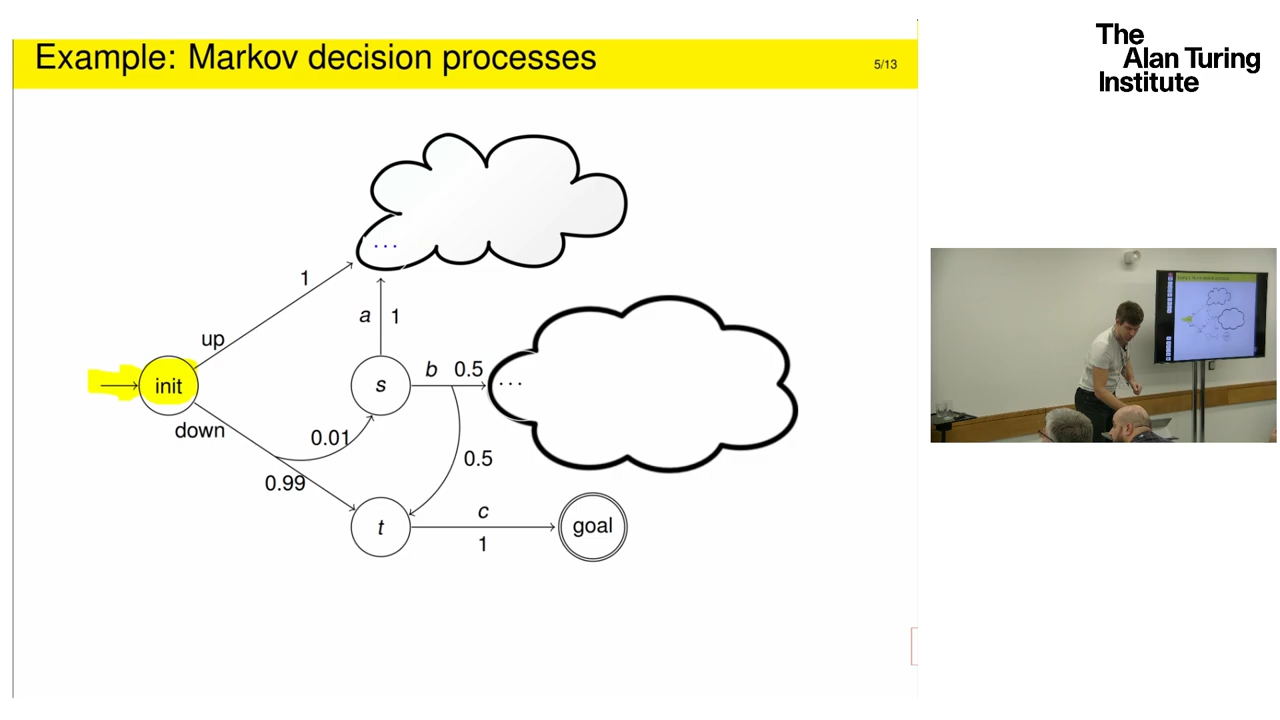 Example: Markov decision processes
5/13
The
Alan Turing
Institute
...
1
up
a
1
init
s
b
0.5
...
down
0.01
0.5
0.99
t
c
1
goal